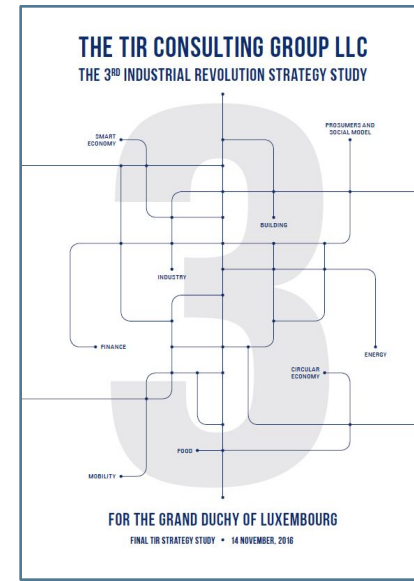 THE TIR CONSULTING GROUP LLC
THE 3RD INDUSTRIAL REVOLUTION STRATEGY STUDY
SMART
ECONOMY
PROSUMERS AND
SOCIAL MODEL
BUILDING
INDUSTRY
FINANCE
ENERGY
CIRCULAR
ECONOMY
FOOD
MOBILITY
3
FOR THE GRAND DUCHY OF LUXEMBOURG
FINAL TIR STRATEGY STUDY • 14 NOVEMBER, 2016